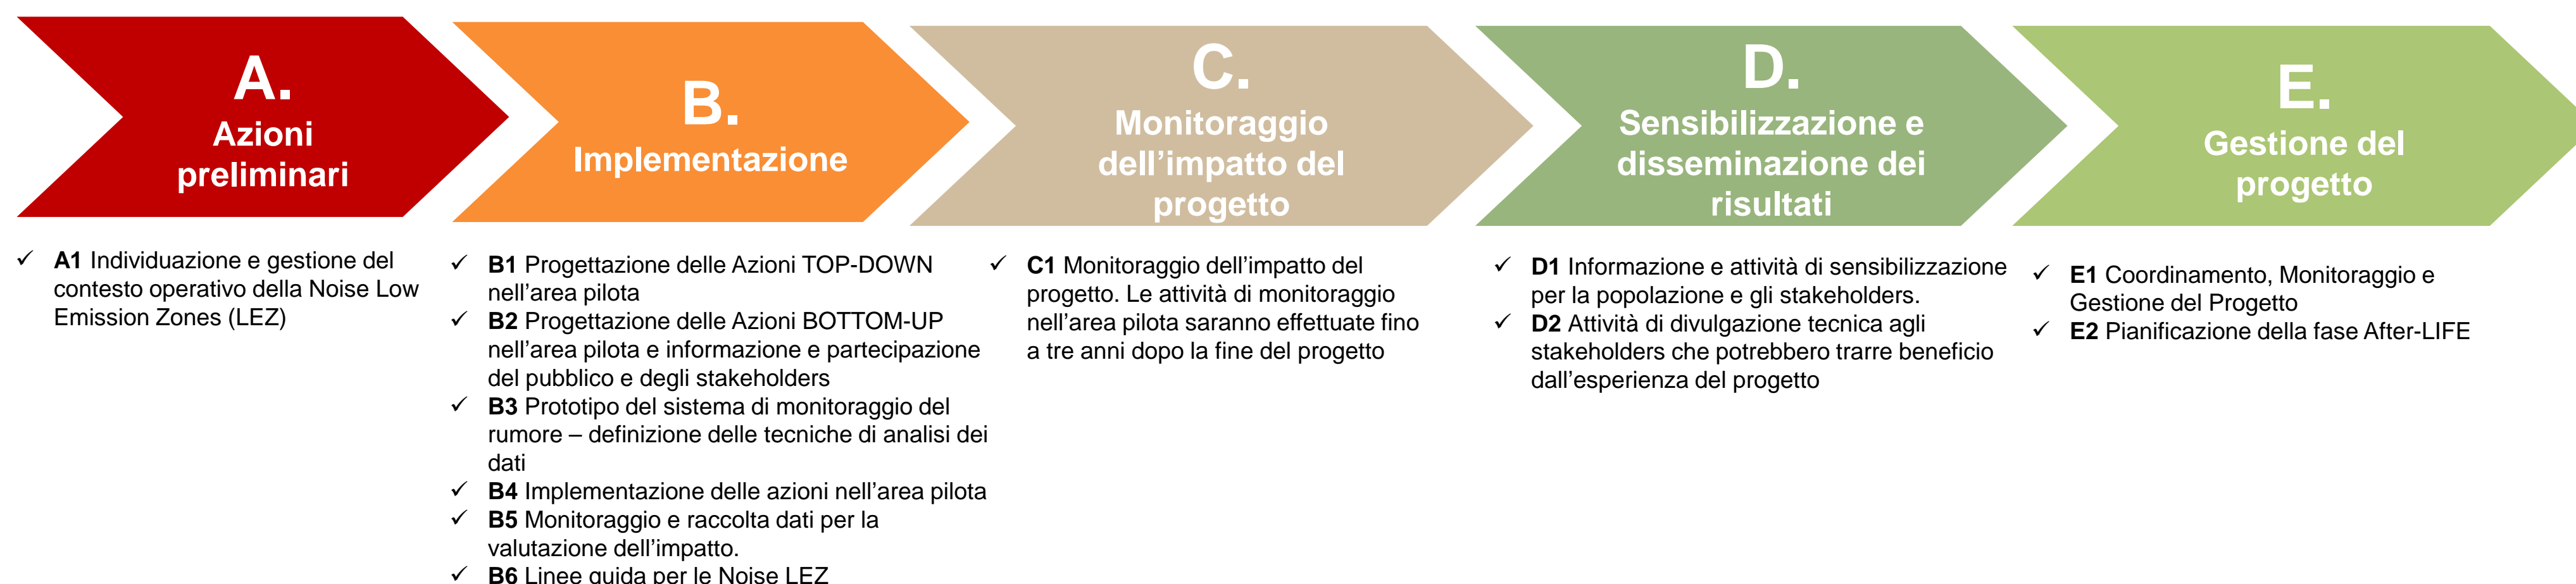 A.
Azioni
preliminari
✓ A1 Individuazione e gestione del
contesto operativo della Noise Low
Emission Zones (LEZ)
B.
Implementazione
✓ B1 Progettazione delle Azioni TOP-DOWN
nell'area pilota
✓ B2 Progettazione delle Azioni BOTTOM-UP
nell'area pilota e informazione e partecipazione
del pubblico e degli stakeholders
✓ B3 Prototipo del sistema di monitoraggio del
rumore – definizione delle tecniche di analisi dei
dati
✓ B4 Implementazione delle azioni nell'area pilota
✓ B5 Monitoraggio e raccolta dati per la
valutazione dell'impatto.
✓ B6 Linee guida per le Noise LEZ
C.
Monitoraggio
dell'impatto del
progetto
✓ C1 Monitoraggio dell'impatto del
progetto. Le attività di monitoraggio
nell'area pilota saranno effettuate fino
a tre anni dopo la fine del progetto
D.
Sensibilizzazione e
disseminazione dei
risultati
✓ D1 Informazione e attività di sensibilizzazione
per la popolazione e gli stakeholders.
✓ D2 Attività di divulgazione tecnica agli
stakeholders che potrebbero trarre beneficio
dall'esperienza del progetto
E.
Gestione del
progetto
✓ E1 Coordinamento, Monitoraggio e
Gestione del Progetto
✓ E2 Pianificazione della fase After-LIFE